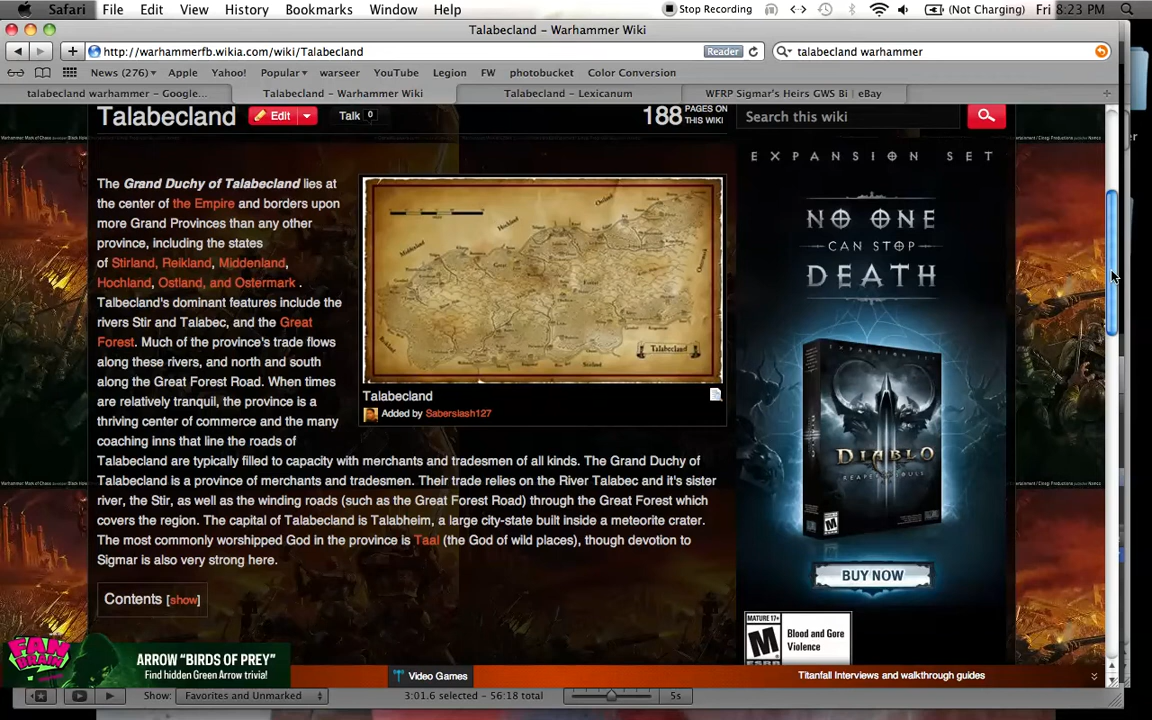 Safari File Edit View History Bookmarks Window Help Stop Recording (Not Charging) Fri 8:23 PM
Talabecland – Warhammer Wiki
http://warhammerfb.wikia.com/wiki/Talabecland Reader talabecland warhammer
News (276) Apple Yahoo! Popular warseer YouTube Legion FW photobucket Color Conversion
talabecland warhammer – Google... Talabecland – Warhammer Wiki Talabecland – Lexicanum WFRP Sigmar's Heirs GWS Bi | eBay
Talabecland Edit Talk 0 188 PAGES ON THIS WIKI Search this wiki
EXPANSION SET
NO ONE
CAN STOP
DEATH
The Grand Duchy of Talabecland lies at
the center of the Empire and borders upon
more Grand Provinces than any other
province, including the states
of Stirland, Reikland, Middenland,
Hochland, Ostland, and Ostermark .
Talbecland's dominant features include the
rivers Stir and Talabec, and the Great
Forest. Much of the province's trade flows
along these rivers, and north and south
along the Great Forest Road. When times
are relatively tranquil, the province is a
thriving center of commerce and the many
coaching inns that line the roads of
Talabecland are typically filled to capacity with merchants and tradesmen of all kinds. The Grand Duchy of
Talabecland is a province of merchants and tradesmen. Their trade relies on the River Talabec and it's sister
river, the Stir, as well as the winding roads (such as the Great Forest Road) through the Great Forest which
covers the region. The capital of Talabecland is Talabheim, a large city-state built inside a meteorite crater.
The most commonly worshipped God in the province is Taal (the God of wild places), though devotion to
Sigmar is also very strong here.
Talabecland
Talabecland
Added by Saberslash127
EXPANSION SET
DIABLO
REAPER OF SOULS
BUY NOW
MATURE 17+
M
Blood and Gore
Violence
ESRB
Contents [show]
FAN BRAIN
ARROW "BIRDS OF PREY"
Find hidden Green Arrow trivia!
Video Games
Titanfall Interviews and walkthrough guides
Show: Favorites and Unmarked 3:01.6 selected – 56:18 total 5s